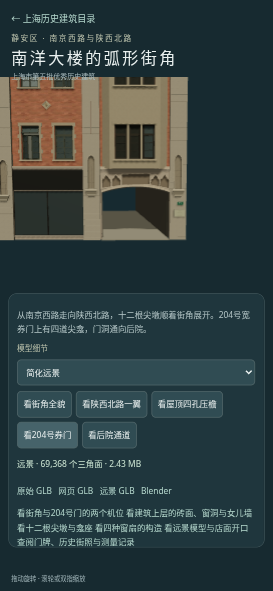 ← 上海历史建筑目录
静安区 · 南京西路与陕西北路
南洋大楼的弧形街角
上海市第五批优秀历史建筑
从南京西路走向陕西北路，十二根尖墩顺着街角展开。204号宽
券门上有四道尖龛，门洞通向后院。
模型细节
简化远景
看街角全貌 看陕西北路一翼 看屋顶四孔压檐
看204号券门 看后院通道
远景 · 69,368 个三角面 · 2.43 MB
原始 GLB 网页 GLB 远景 GLB Blender
看街角与204号门的两个机位 看建筑上层的砖面、窗洞与女儿墙
看十二根尖墩与龛座 看四种窗扇的构造 看远景模型与店面开口
查阅门牌、历史街照与测量记录
拖动旋转 · 滚轮或双指缩放